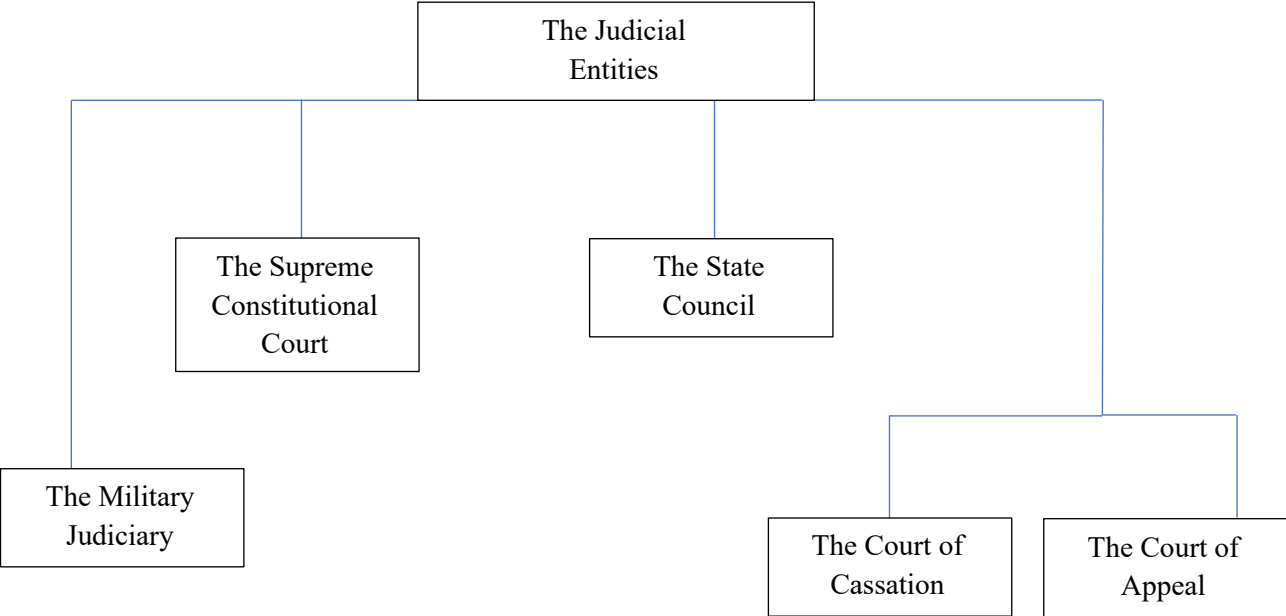 The Judicial
Entities
The Supreme
Constitutional
Court
The State
Council
The Military
Judiciary
The Court of
Cassation
The Court of
Appeal